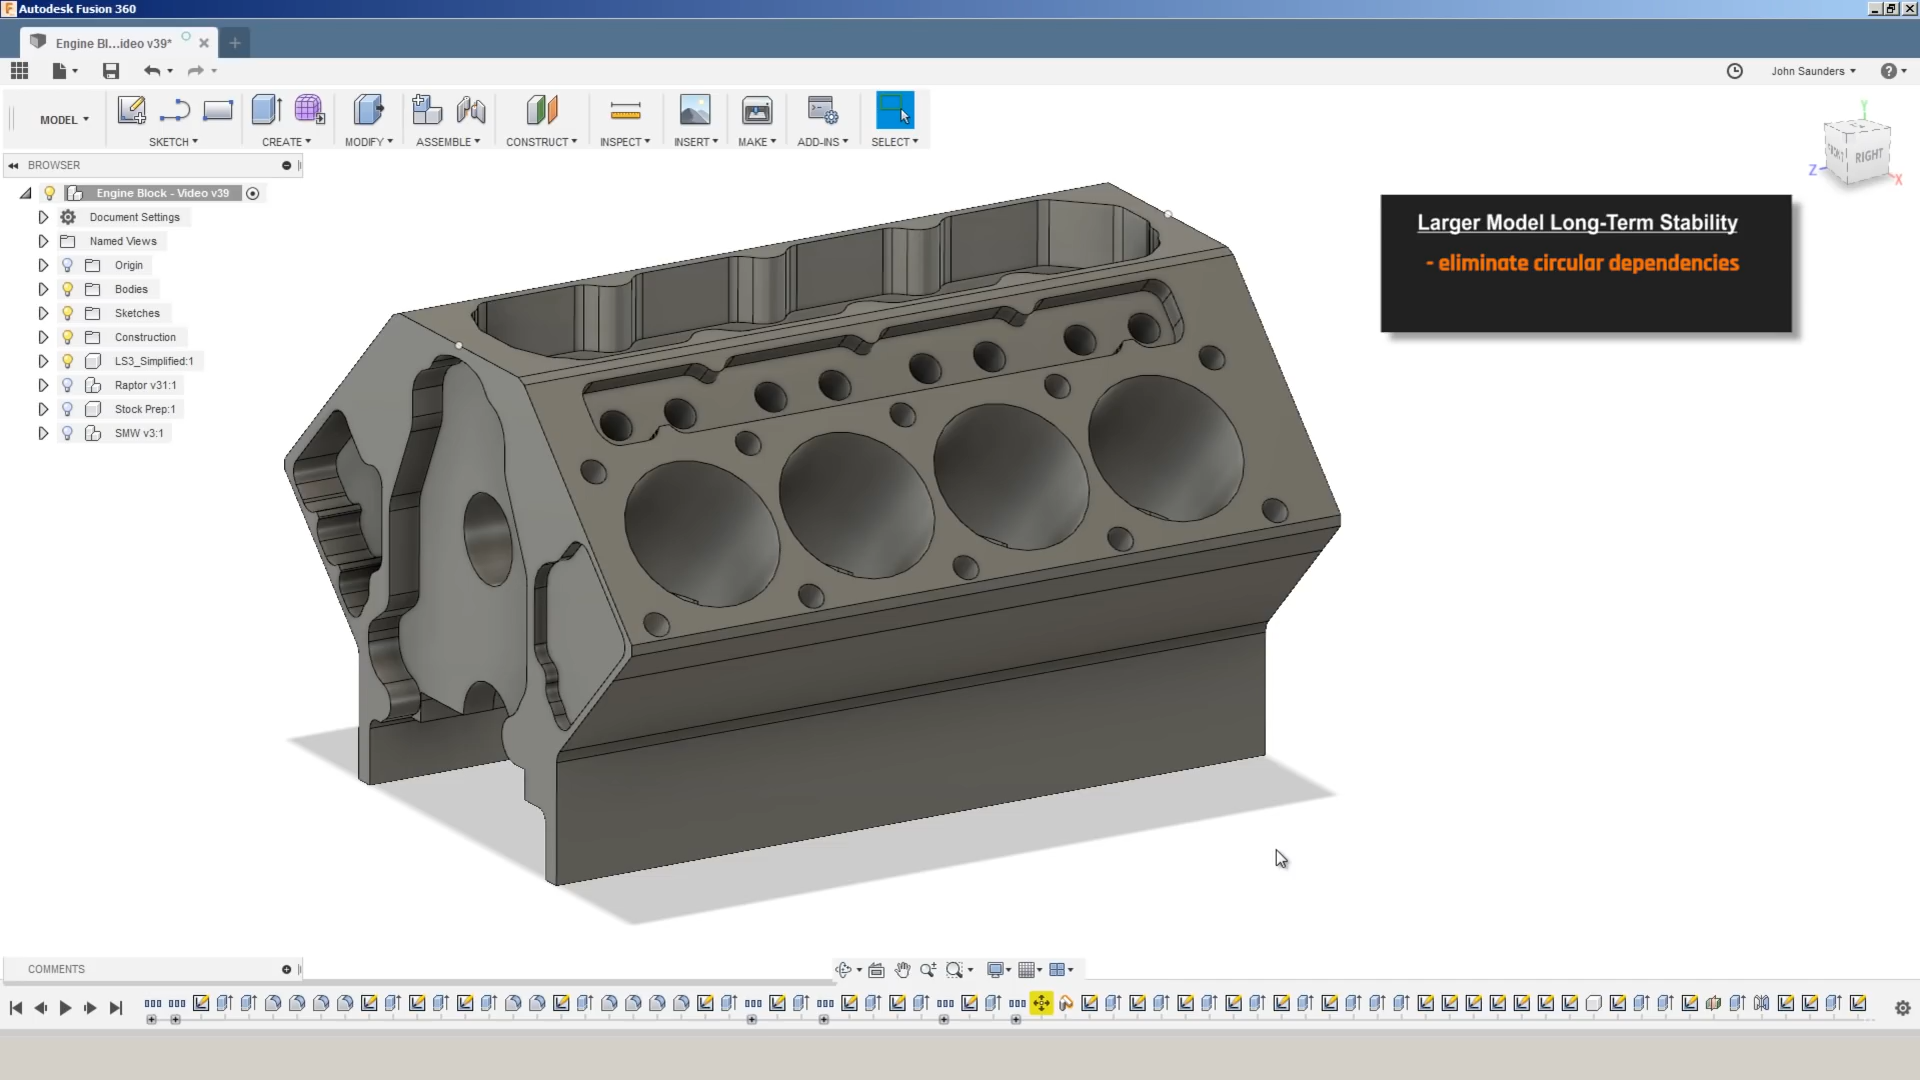 Autodesk Fusion 360
Engine Bl...ideo v39*
John Saunders
MODEL
SKETCH
CREATE
MODIFY
ASSEMBLE
CONSTRUCT
INSPECT
INSERT
MAKE
ADD-INS
SELECT
BROWSER
Engine Block - Video v39
Document Settings
Named Views
Origin
Bodies
Sketches
Construction
LS3_Simplified:1
Raptor v31:1
Stock Prep:1
SMW v3:1
Larger Model Long-Term Stability
- eliminate circular dependencies
Y
RIGHT
Z
X
COMMENTS